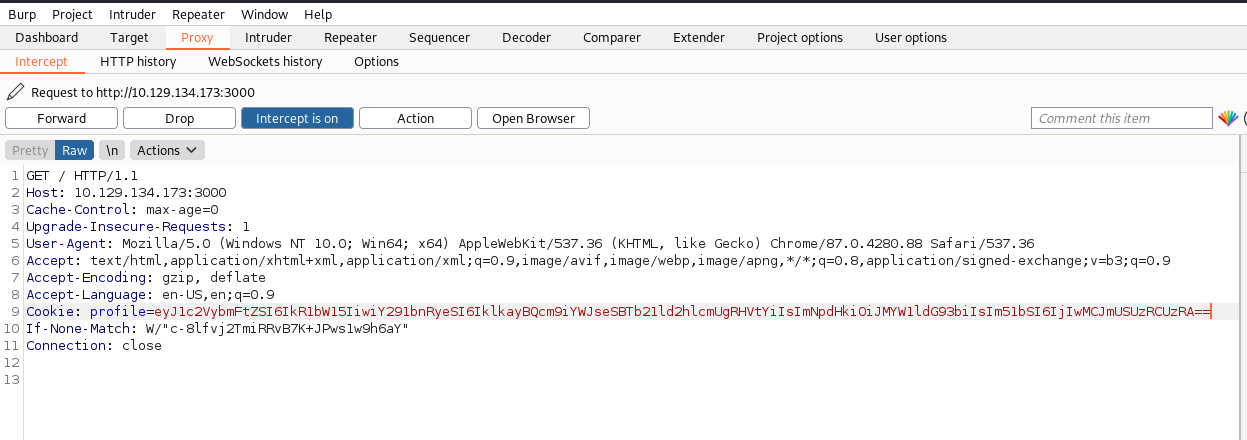 Burp Project Intruder Repeater Window Help
Dashboard Target Proxy Intruder Repeater Sequencer Decoder Comparer Extender Project options User options
Intercept HTTP history WebSockets history Options
Request to http://10.129.134.173:3000
Forward Drop Intercept is on Action Open Browser Comment this item
Pretty Raw \n Actions
1 GET / HTTP/1.1
2 Host: 10.129.134.173:3000
3 Cache-Control: max-age=0
4 Upgrade-Insecure-Requests: 1
5 User-Agent: Mozilla/5.0 (Windows NT 10.0; Win64; x64) AppleWebKit/537.36 (KHTML, like Gecko) Chrome/87.0.4280.88 Safari/537.36
6 Accept: text/html,application/xhtml+xml,application/xml;q=0.9,image/avif,image/webp,image/apng,*/*;q=0.8,application/signed-exchange;v=b3;q=0.9
7 Accept-Encoding: gzip, deflate
8 Accept-Language: en-US,en;q=0.9
9 Cookie: profile=eyJ1c2VybmFtZSI6IkR1bW15IiwiY291bnRyeSI6IklkayBQcm9iYWJseSBTb21ld2hlcmUgRHVtYiIsImNpdHkiOiJMYW1ldG93biIsIm51bSI6IjIwMCJmUSUzRCUzRA==
10 If-None-Match: W/"c-8lfvj2TmiRRvB7K+JPws1w9h6aY"
11 Connection: close
12
13